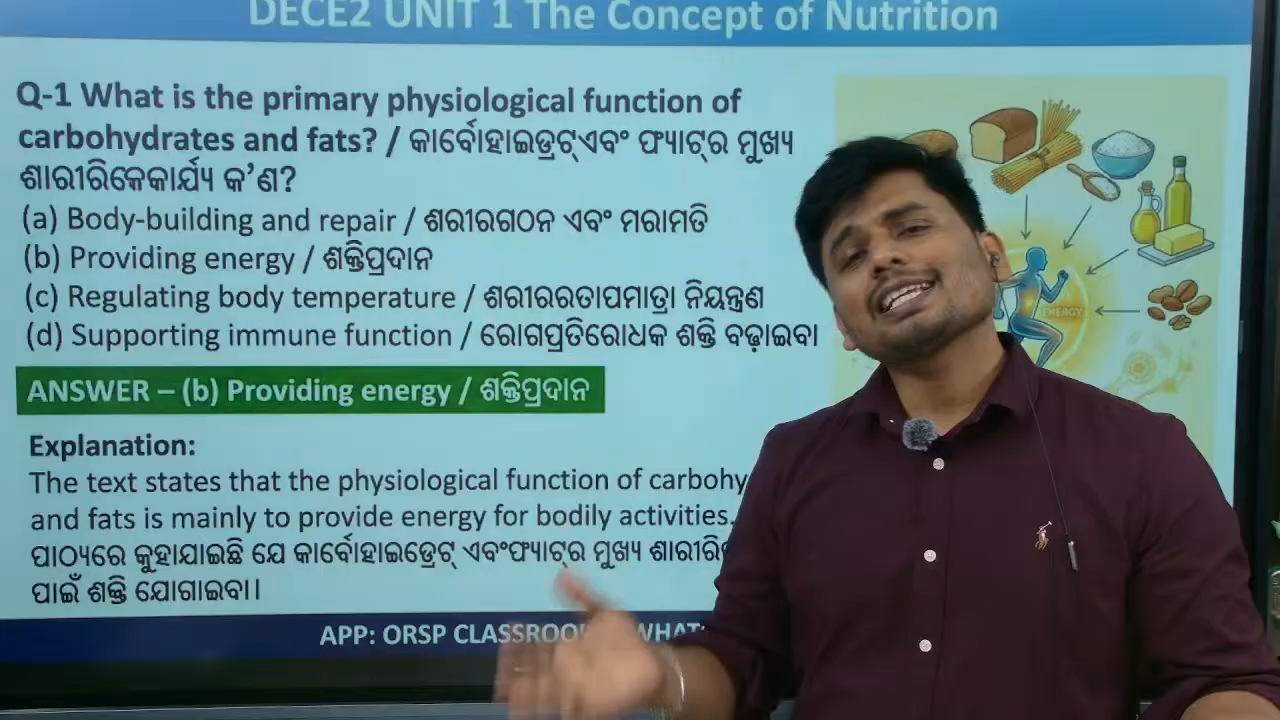 DECE2 UNIT 1 The Concept of Nutrition
Q-1 What is the primary physiological function of
carbohydrates and fats? / କାର୍ବୋହାଇଡ୍ରଟ୍ଏବଂ ଫ୍ୟାଟ୍ର ମୁଖ୍ୟ
ଶାରୀରିକେକାର୍ଯ୍ୟ କ'ଣ?
(a) Body-building and repair / ଶରୀରଗଠନ ଏବଂ ମରାମତି
(b) Providing energy / ଶକ୍ତିପ୍ରଦାନ
(c) Regulating body temperature / ଶରୀରରତାପମାତ୍ରା ନିୟନ୍ତ୍ରଣ
(d) Supporting immune function / ରୋଗପ୍ରତିରୋଧକ ଶକ୍ତି ବଢ଼ାଇବା
ENERGY
ANSWER – (b) Providing energy / ଶକ୍ତିପ୍ରଦାନ
Explanation:
The text states that the physiological function of
and fats is mainly to provide energy for bodily activities.
ପାଠ୍ୟରେ କୁହାଯାଇଛି ଯେ କାର୍ବୋହାଇଡ୍ରେଟ୍ ଏବଂଫ୍ୟାଟ୍ର ମୁଖ୍ୟ
ପାଇଁ ଶକ୍ତି ଯୋଗାଇବା।
APP: ORSP